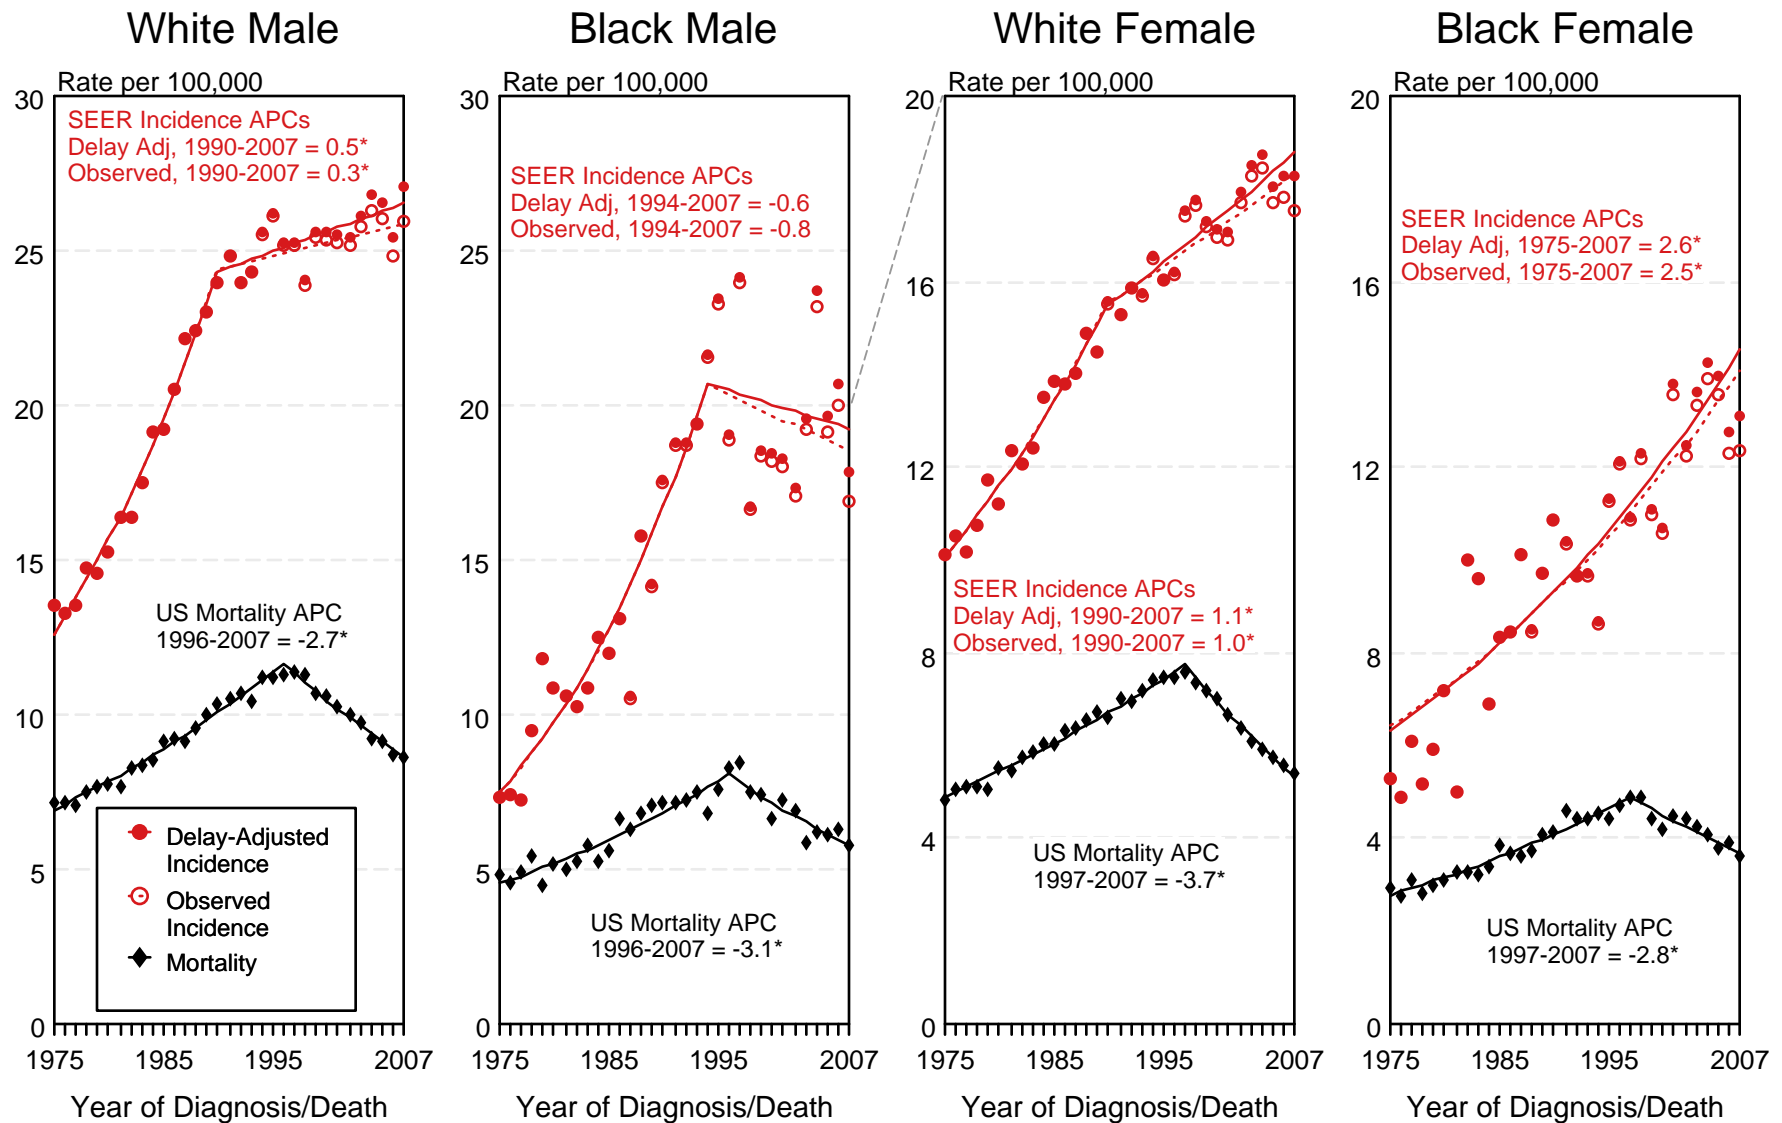 White Male
Black Male
White Female
Black Female
Rate per 100,000
30
25
20
15
10
5
0
SEER Incidence APCs
Delay Adj, 1990-2007 = 0.5*
Observed, 1990-2007 = 0.3*
US Mortality APC
1996-2007 = -2.7*
Delay-Adjusted
Incidence
Observed
Incidence
Mortality
1975
1985
1995
2007
Year of Diagnosis/Death
Rate per 100,000
30
25
20
15
10
5
0
SEER Incidence APCs
Delay Adj, 1994-2007 = -0.6
Observed, 1994-2007 = -0.8
US Mortality APC
1996-2007 = -3.1*
1975
1985
1995
2007
Year of Diagnosis/Death
Rate per 100,000
20
16
12
8
4
0
SEER Incidence APCs
Delay Adj, 1990-2007 = 1.1*
Observed, 1990-2007 = 1.0*
US Mortality APC
1997-2007 = -3.7*
1975
1985
1995
2007
Year of Diagnosis/Death
Rate per 100,000
20
16
12
8
4
0
SEER Incidence APCs
Delay Adj, 1975-2007 = 2.6*
Observed, 1975-2007 = 2.5*
US Mortality APC
1997-2007 = -2.8*
1975
1985
1995
2007
Year of Diagnosis/Death